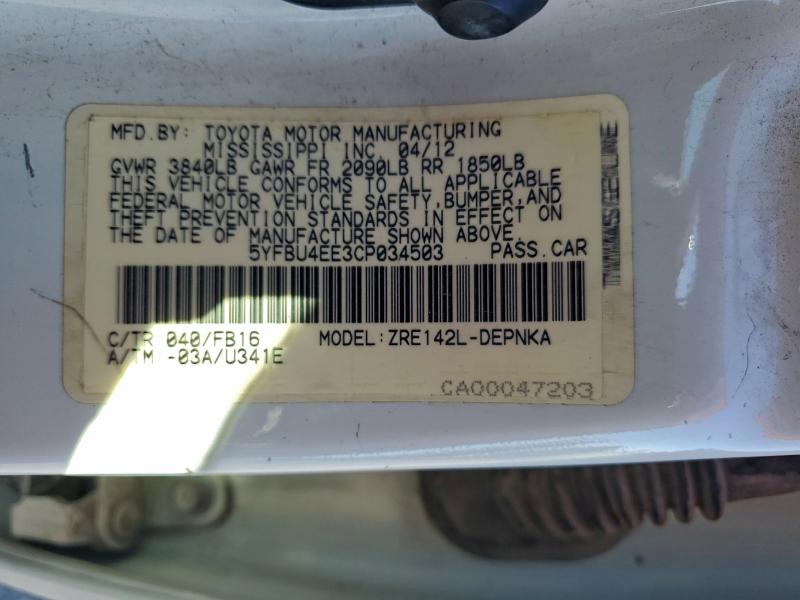 MFD.BY: TOYOTA MOTOR MANUFACTURING
MISSISSIPPI INC. 04/12
GVWR 3840LB GAWR FR 2090LB RR 1850LB
THIS VEHICLE CONFORMS TO ALL APPLICABLE
FEDERAL MOTOR VEHICLE SAFETY,BUMPER,AND
THEFT PREVENTION STANDARDS IN EFFECT ON
THE DATE OF MANUFACTURE SHOWN ABOVE.
5YFBU4EE3CP034503 PASS.CAR
C/TR 040/FB16 MODEL:ZRE142L-DEPNKA
A/TM -03A/U341E
CA00047203